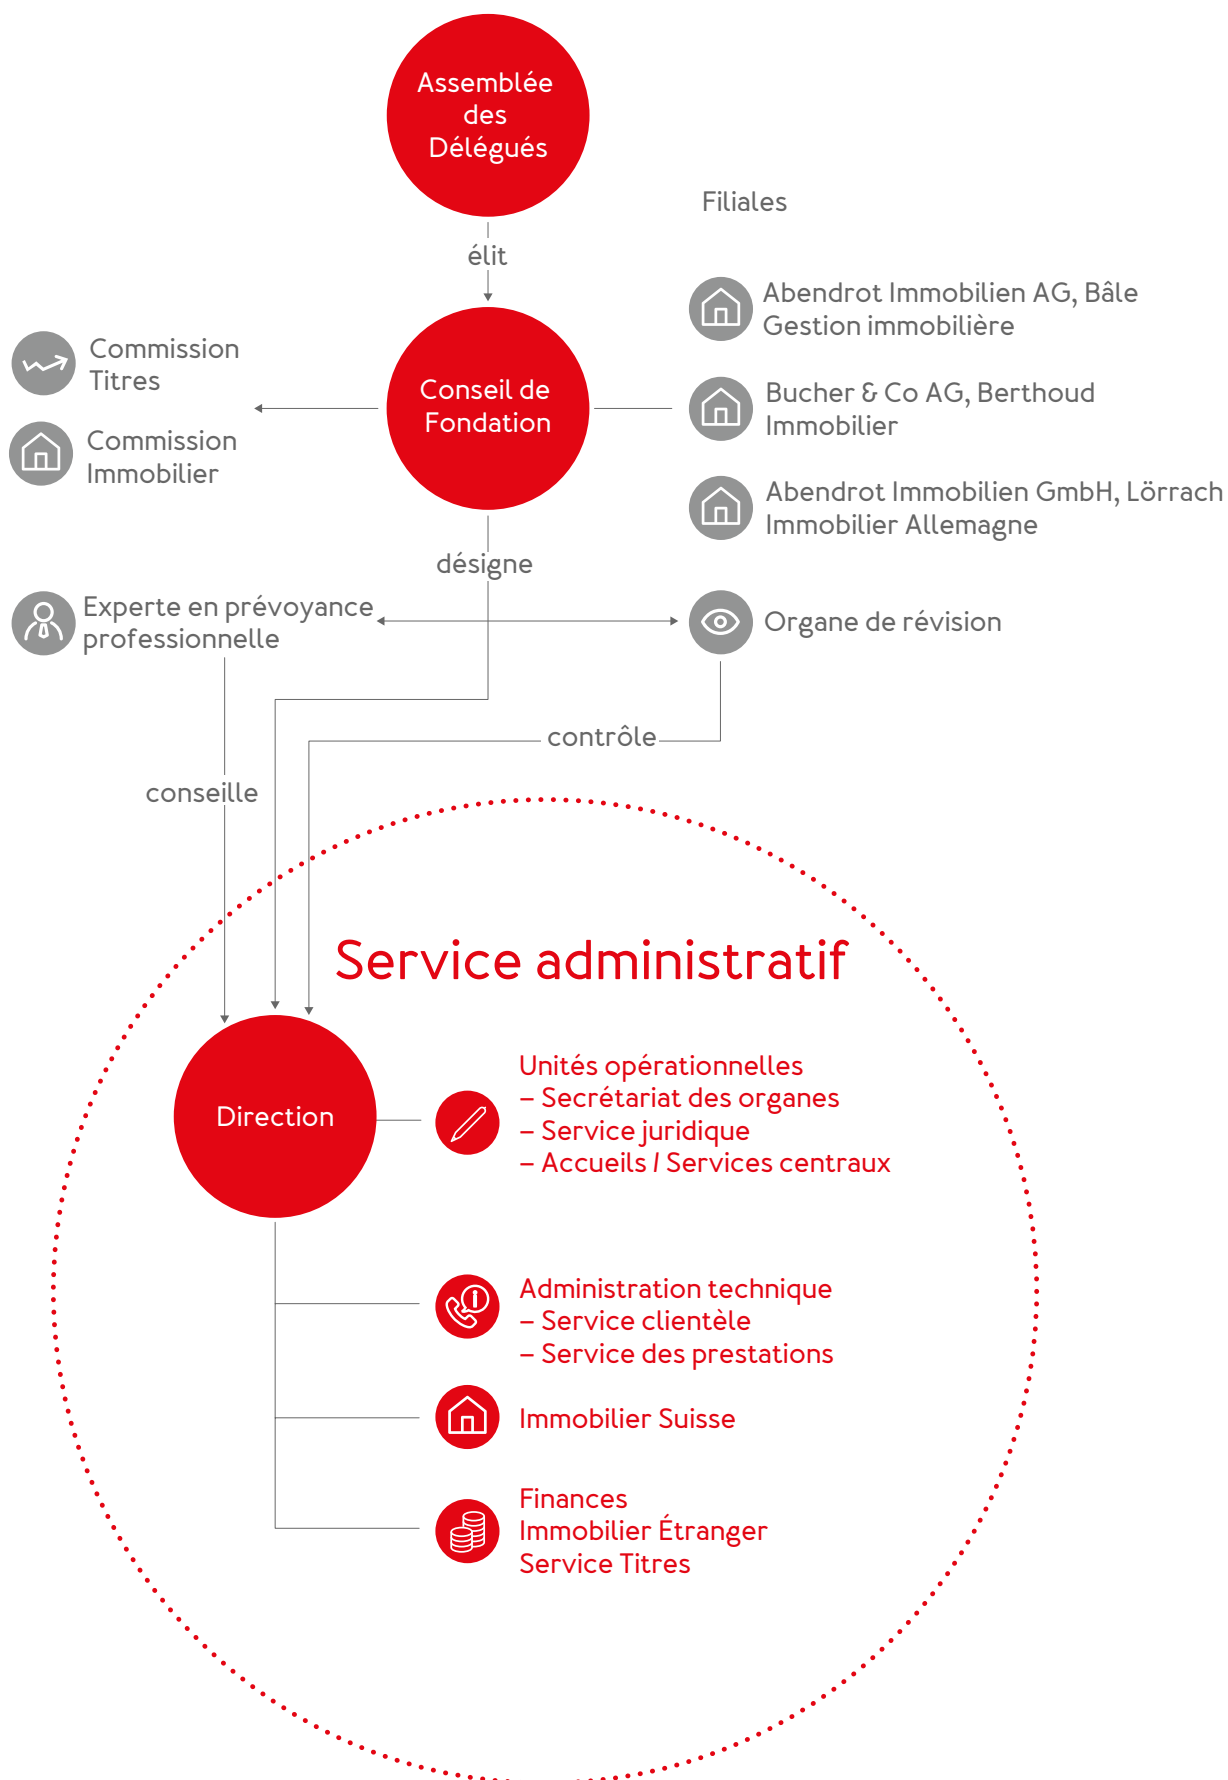 Assemblée
des
Délégués
élit
Filiales
Abendrot Immobilien AG, Bâle
Gestion immobilière
Commission
Titres
Conseil de
Fondation
Bucher & Co AG, Berthoud
Immobilier
Commission
Immobilier
Abendrot Immobilien GmbH, Lörrach
Immobilier Allemagne
désigne
Experte en prévoyance
professionnelle
Organe de révision
contrôle
conseille
Service administratif
Direction
Unités opérationnelles
– Secrétariat des organes
– Service juridique
– Accueils / Services centraux
Administration technique
– Service clientèle
– Service des prestations
Immobilier Suisse
Finances
Immobilier Étranger
Service Titres